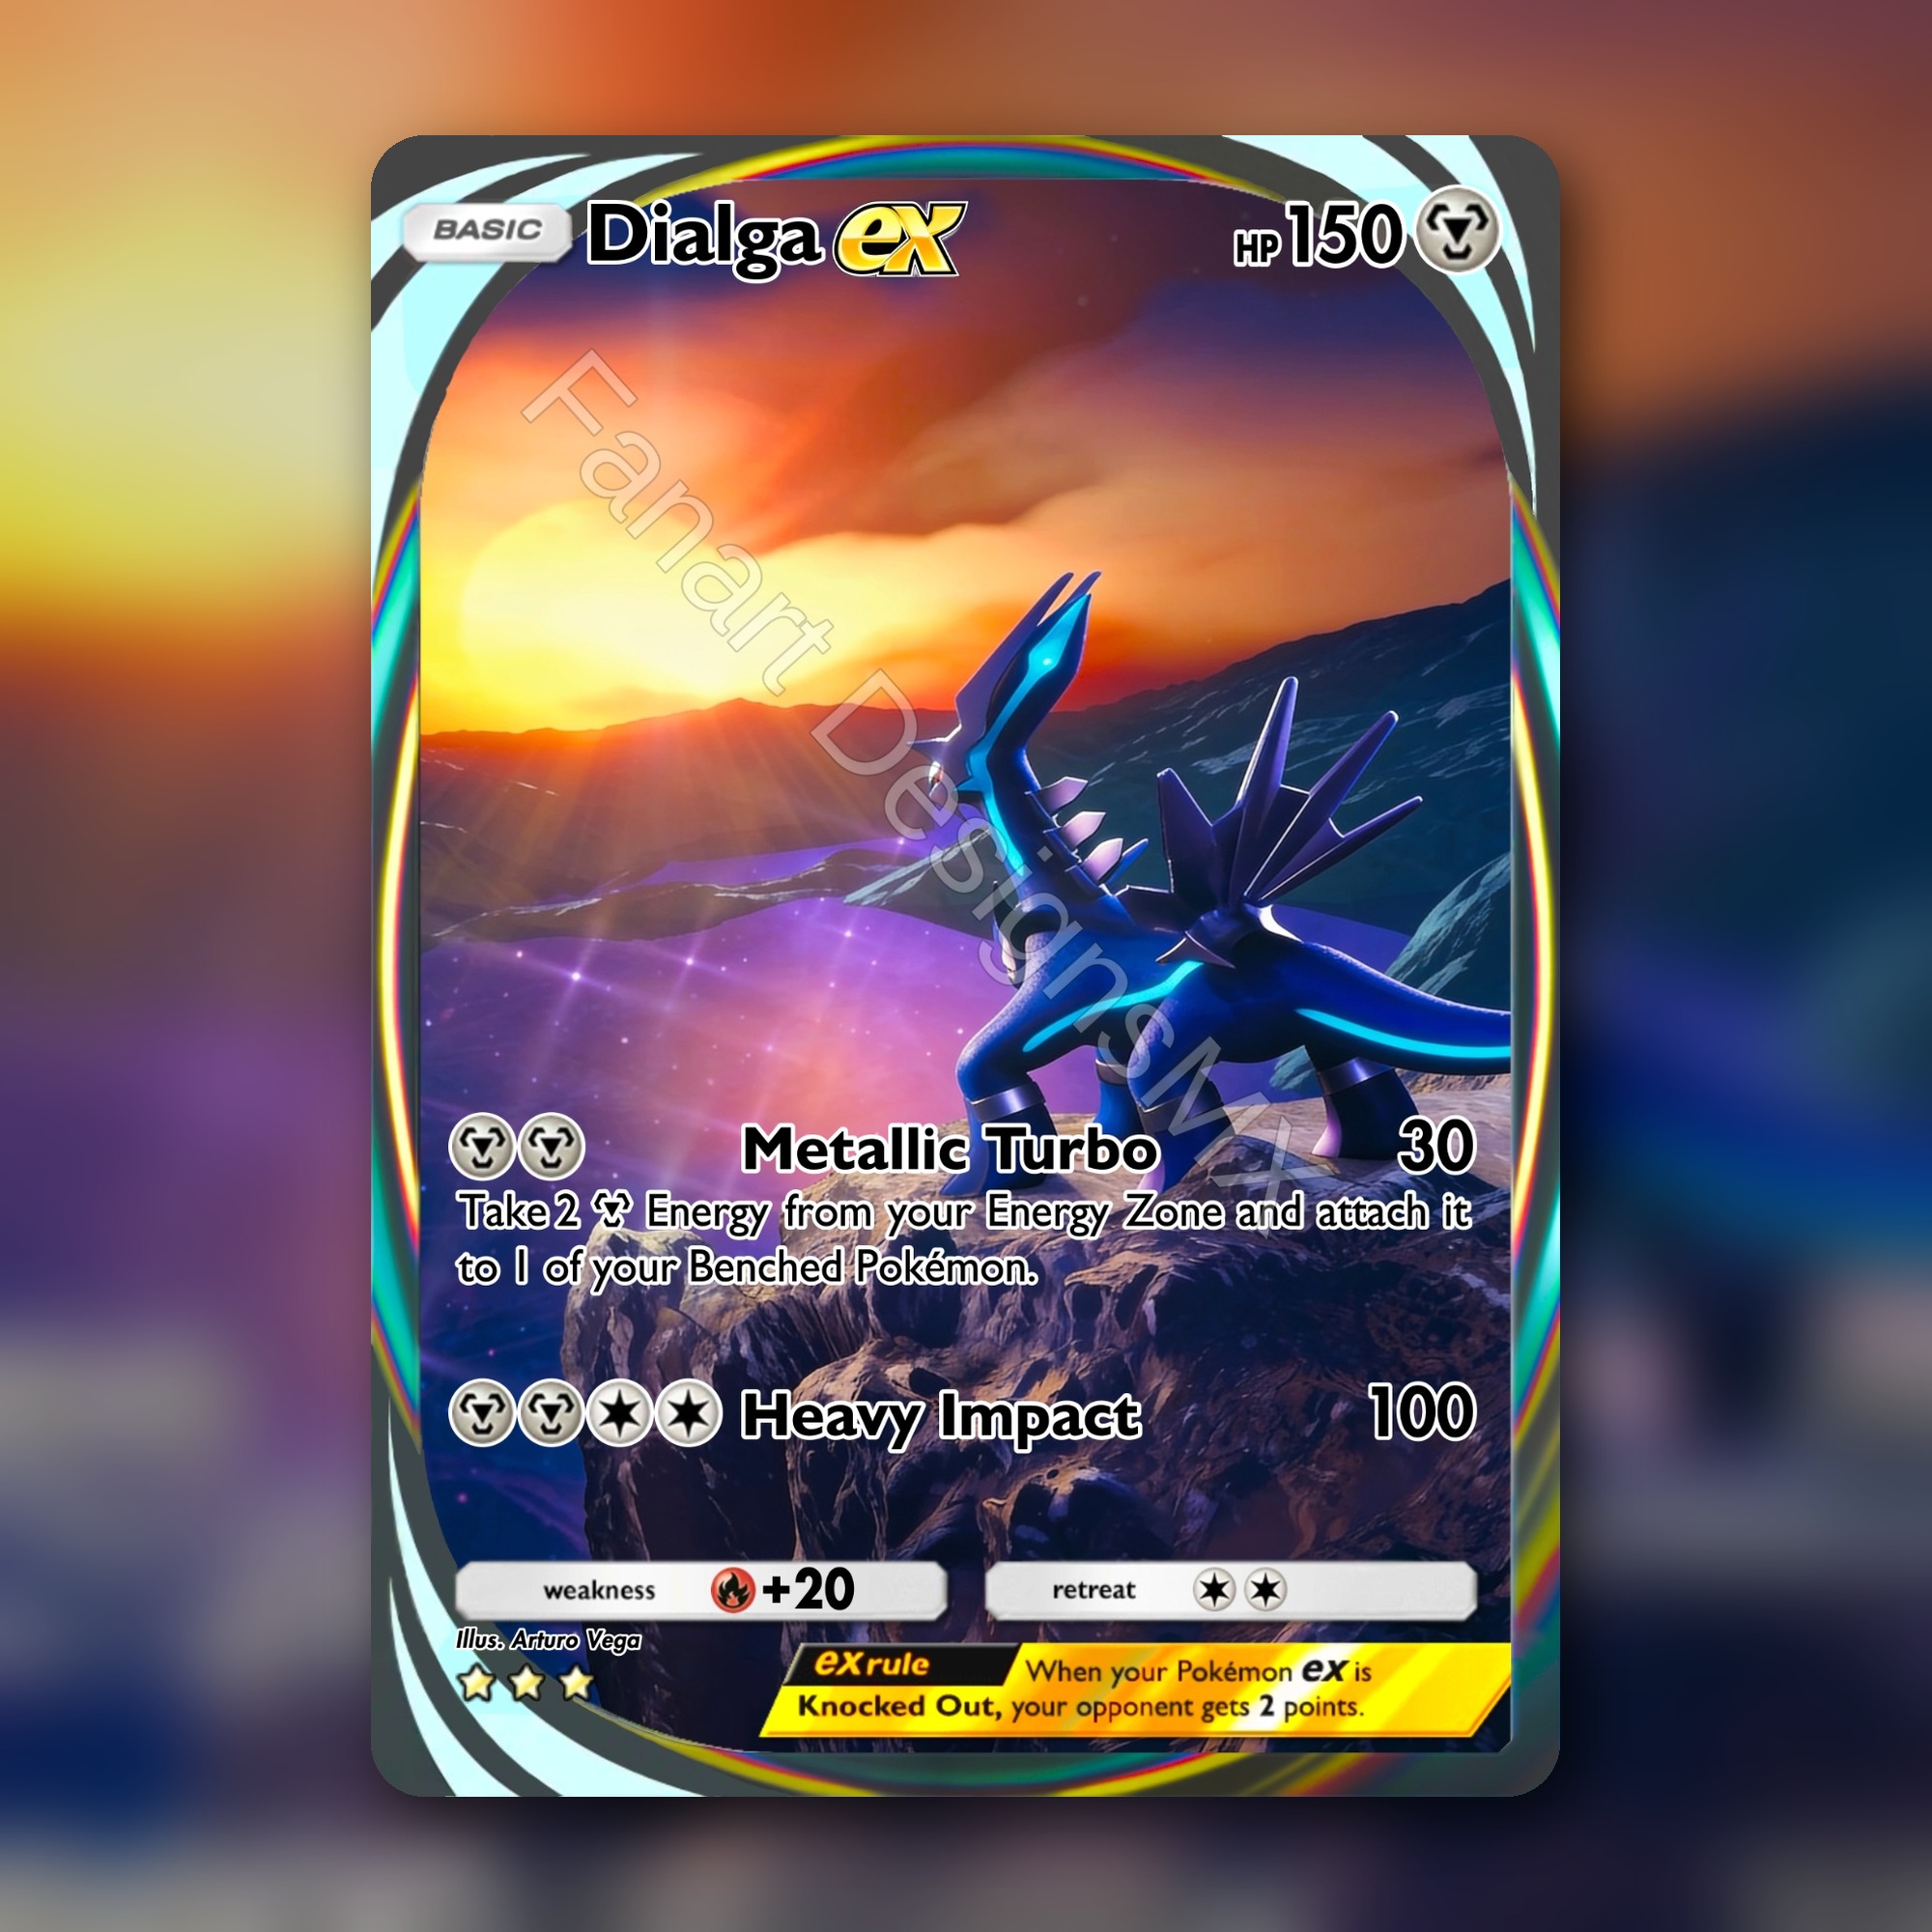 BASIC Dialga ex HP 150
Fanart DesignsMX
Metallic Turbo 30
Take 2 Energy from your Energy Zone and attach it
to 1 of your Benched Pokémon.
Heavy Impact 100
weakness +20 retreat
Illus. Arturo Vega
ex rule When your Pokémon ex is
Knocked Out, your opponent gets 2 points.